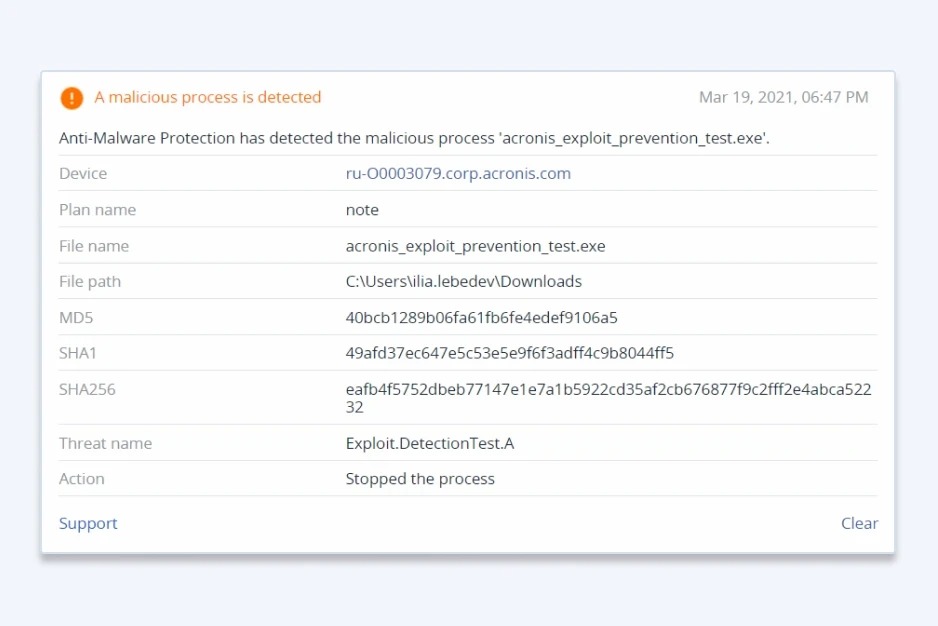 A malicious process is detected
Mar 19, 2021, 06:47 PM
Anti-Malware Protection has detected the malicious process 'acronis_exploit_prevention_test.exe'.
Device
ru-O0003079.corp.acronis.com
Plan name
note
File name
acronis_exploit_prevention_test.exe
File path
C:\Users\ilia.lebedev\Downloads
MD5
40bcb1289b06fa61fb6fe4edef9106a5
SHA1
49afd37ec647e5c53e5e9f6f3adff4c9b8044ff5
SHA256
eafb4f5752dbeb77147e1e7a1b5922cd35af2cb676877f9c2fff2e4abca522
32
Threat name
Exploit.DetectionTest.A
Action
Stopped the process
Support
Clear